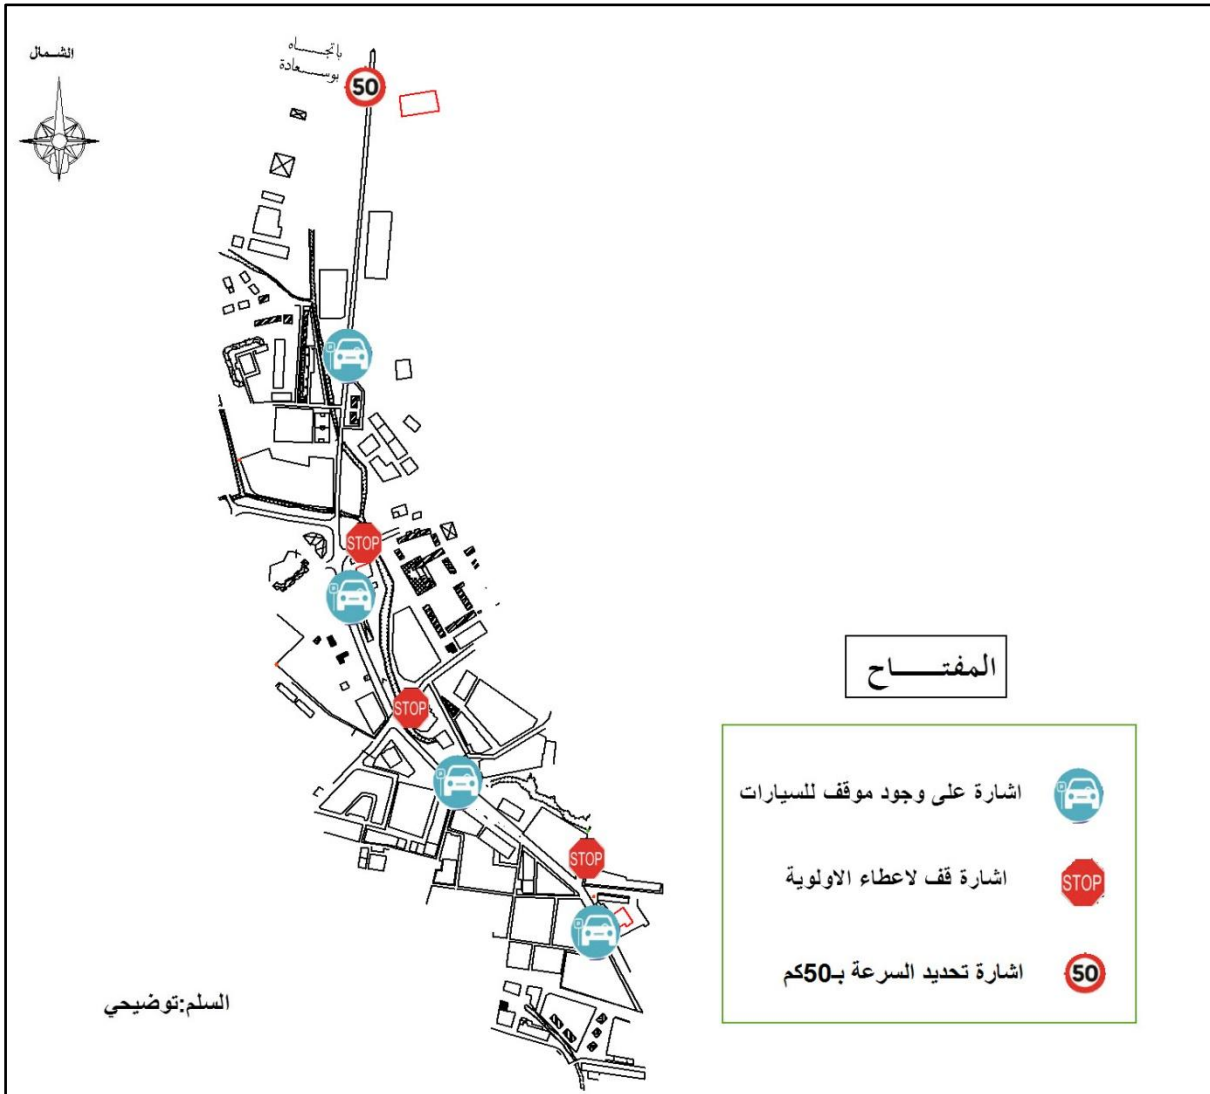 الشمال
باتجاه
بوسعادة
50
STOP
STOP
STOP
المفتاح
اشارة على وجود موقف للسيارات
STOP
اشارة قف لاعطاء الاولوية
50
اشارة تحديد السرعة بـ50كم
السلم:توضيحي